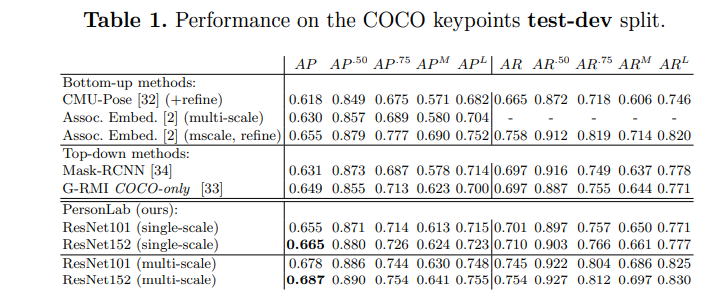 Table 1. Performance on the COCO keypoints test-dev split.
AP AP.50 AP.75 APM APL AR AR.50 AR.75 ARM ARL
Bottom-up methods:
CMU-Pose [32] (+refine) 0.618 0.849 0.675 0.571 0.682 0.665 0.872 0.718 0.606 0.746
Assoc. Embed. [2] (multi-scale) 0.630 0.857 0.689 0.580 0.704 - - - - -
Assoc. Embed. [2] (mscale, refine) 0.655 0.879 0.777 0.690 0.752 0.758 0.912 0.819 0.714 0.820
Top-down methods:
Mask-RCNN [34] 0.631 0.873 0.687 0.578 0.714 0.697 0.916 0.749 0.637 0.778
G-RMI COCO-only [33] 0.649 0.855 0.713 0.623 0.700 0.697 0.887 0.755 0.644 0.771
PersonLab (ours):
ResNet101 (single-scale) 0.655 0.871 0.714 0.613 0.715 0.701 0.897 0.757 0.650 0.771
ResNet152 (single-scale) 0.665 0.880 0.726 0.624 0.723 0.710 0.903 0.766 0.661 0.777
ResNet101 (multi-scale) 0.678 0.886 0.744 0.630 0.748 0.745 0.922 0.804 0.686 0.825
ResNet152 (multi-scale) 0.687 0.890 0.754 0.641 0.755 0.754 0.927 0.812 0.697 0.830